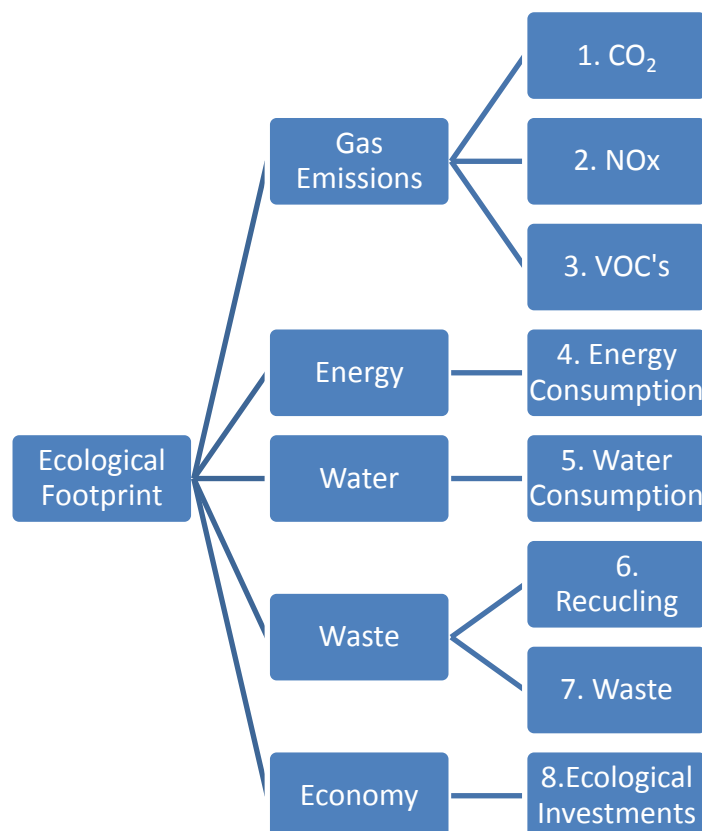 Ecological
Footprint
Gas
Emissions
1. CO₂
2. NOx
3. VOC's
Energy
4. Energy
Consumption
Water
5. Water
Consumption
Waste
6.
Recucling
7. Waste
Economy
8.Ecological
Investments